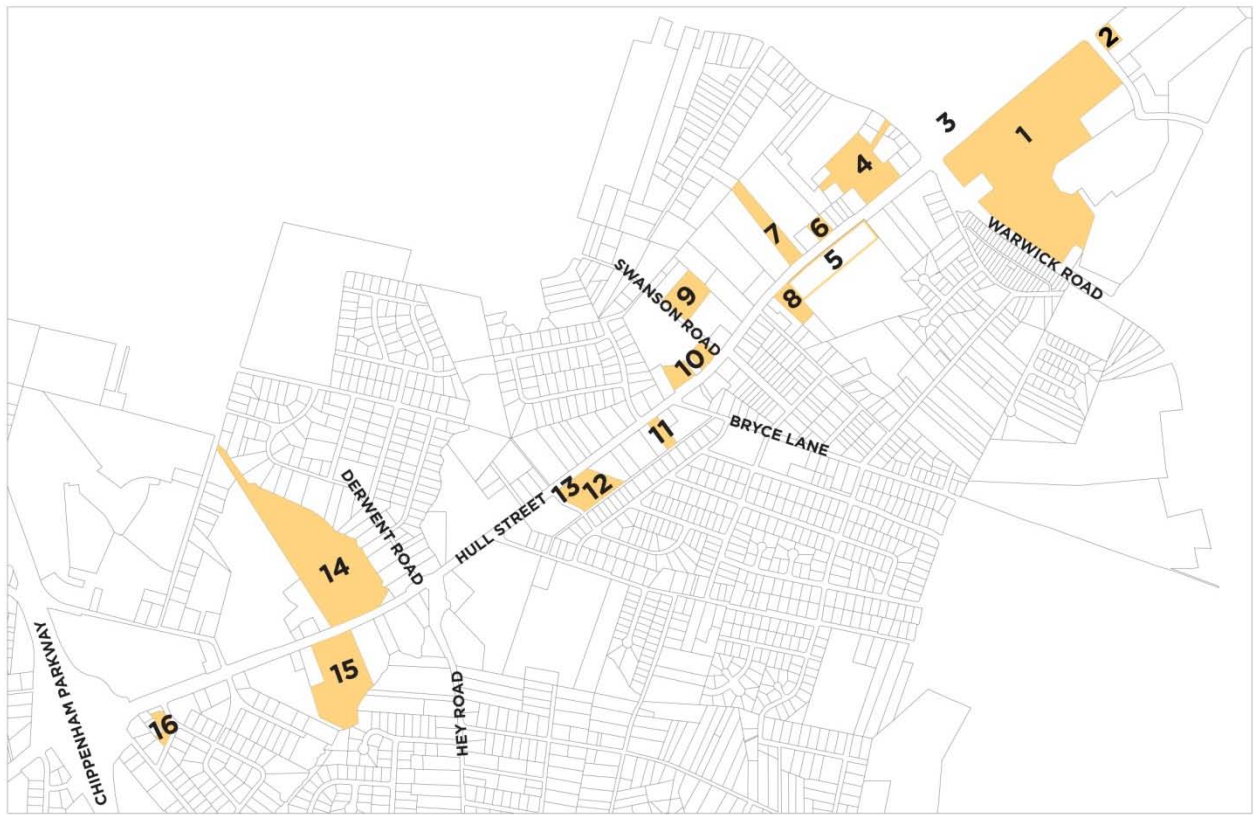 2
3
1
4
6
7
5
WARWICK ROAD
SWANSON ROAD
9
8
10
11
BRYCE LANE
13
12
HULL STREET
DERWENT ROAD
14
15
HEY ROAD
16
CHIPPENHAM PARKWAY